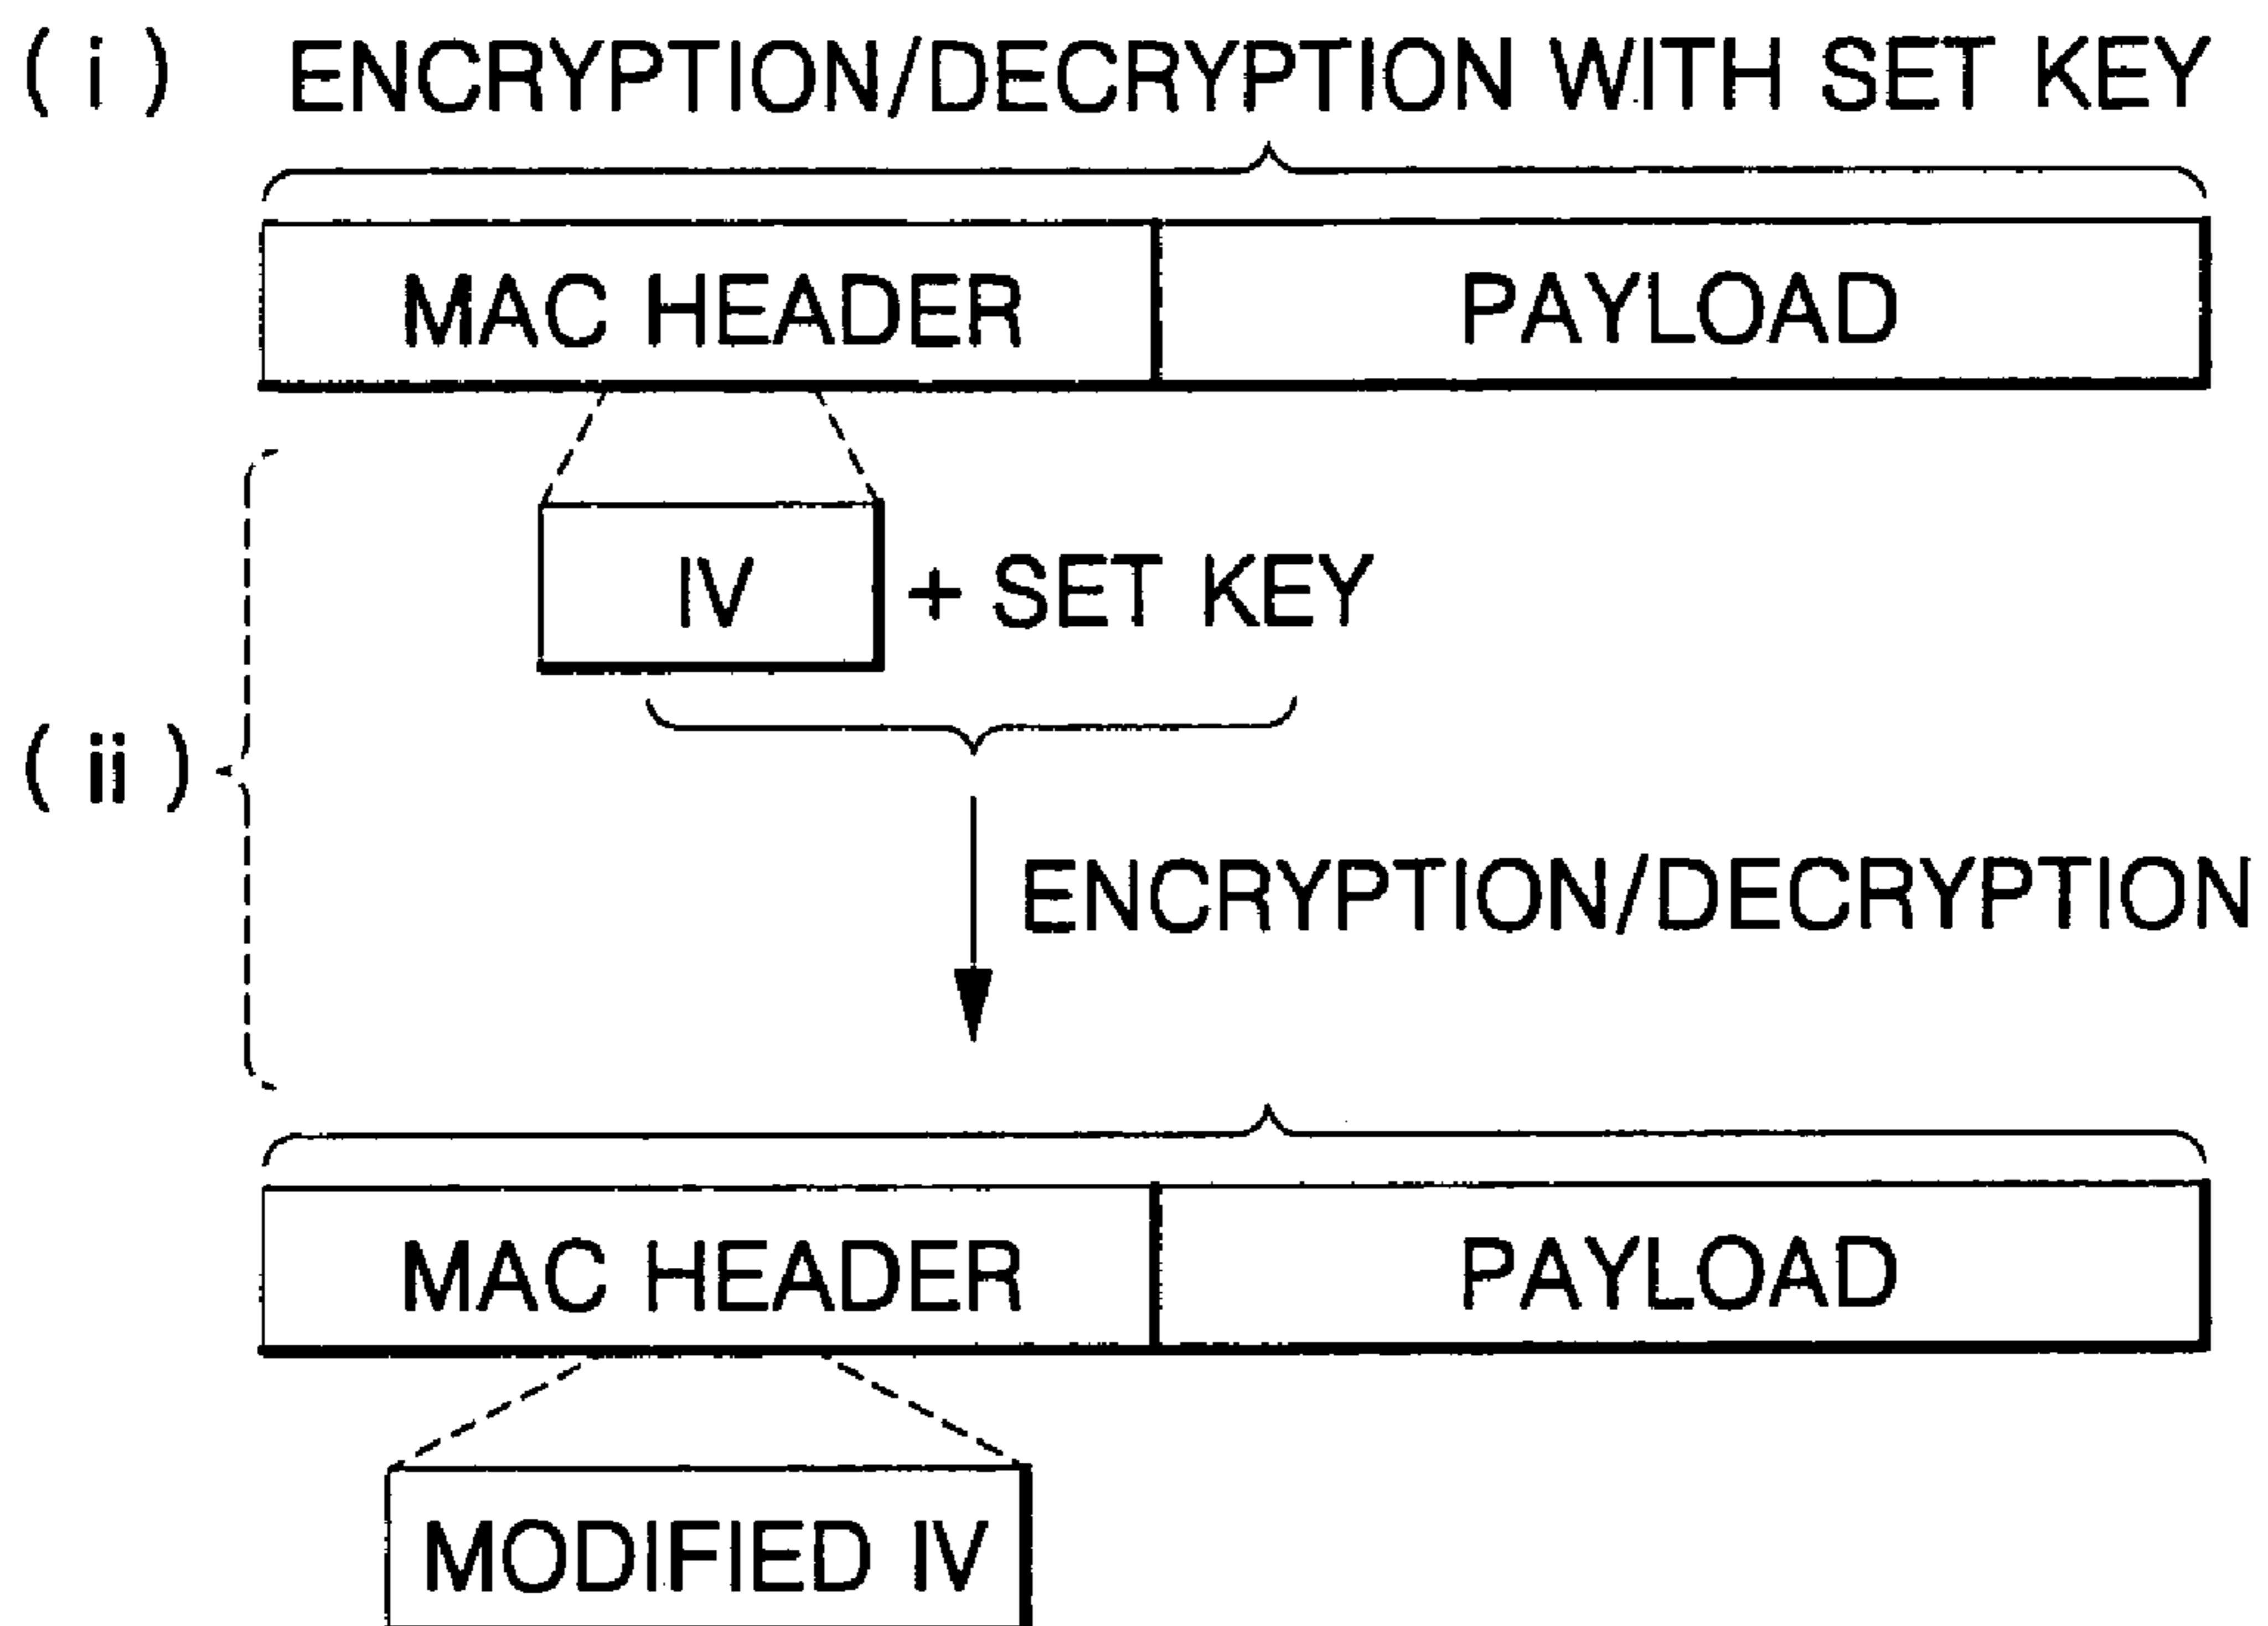 ( i ) ENCRYPTION/DECRYPTION WITH SET KEY
MAC HEADER PAYLOAD
IV + SET KEY
( ii )
ENCRYPTION/DECRYPTION
MAC HEADER PAYLOAD
MODIFIED IV